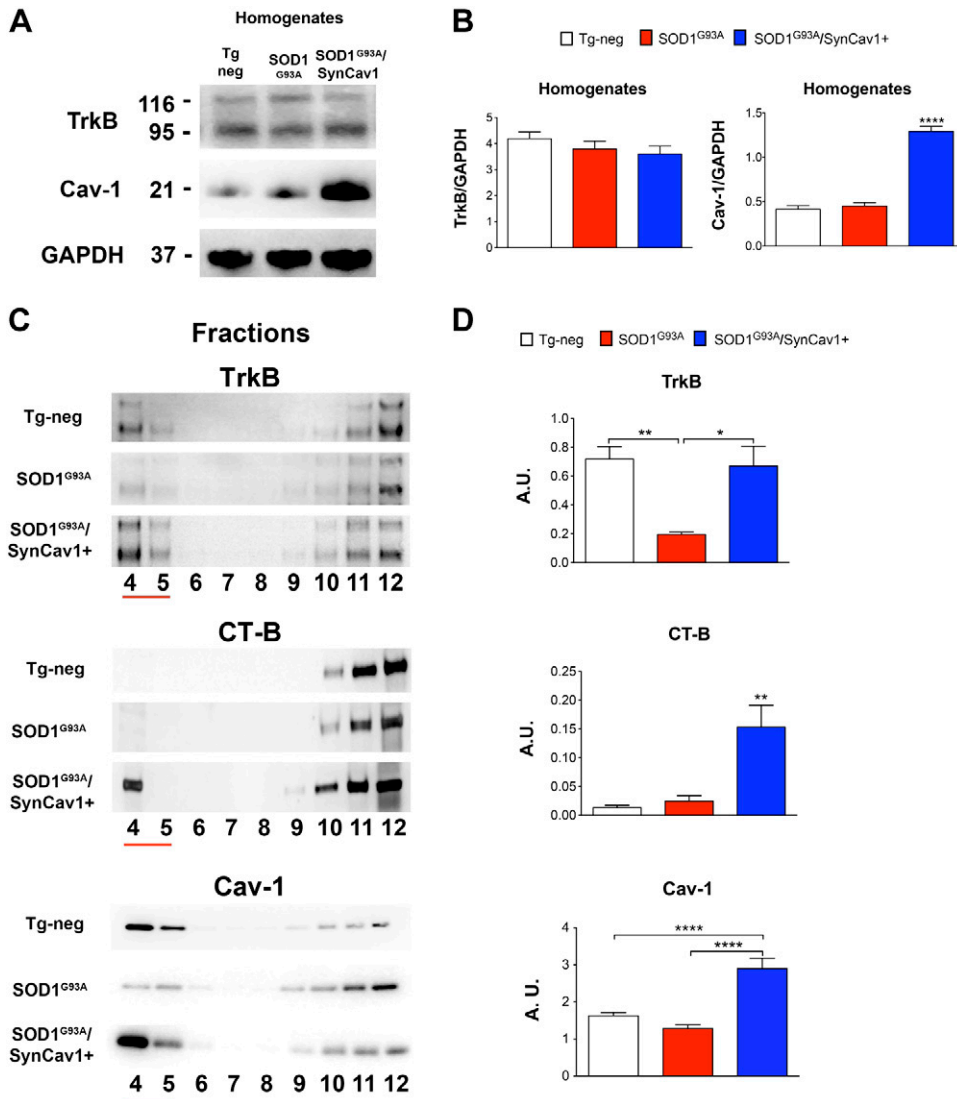 A
Homogenates
Tg
neg
SOD1
G93A
SOD1G93A/
SynCav1
TrkB
116 -
95 -
Cav-1
21 -
GAPDH
37 -
B
Tg-neg
SOD1G93A
SOD1G93A/SynCav1+
Homogenates
TrkB/GAPDH
5
4
3
2
1
0
Homogenates
Cav-1/GAPDH
1.5
1.0
0.5
0.0
****
C
Fractions
TrkB
Tg-neg
SOD1G93A
SOD1G93A/
SynCav1+
4 5 6 7 8 9 10 11 12
CT-B
Tg-neg
SOD1G93A
SOD1G93A/
SynCav1+
4 5 6 7 8 9 10 11 12
Cav-1
Tg-neg
SOD1G93A
SOD1G93A/
SynCav1+
4 5 6 7 8 9 10 11 12
D
Tg-neg
SOD1G93A
SOD1G93A/SynCav1+
TrkB
A.U.
0.8
0.6
0.4
0.2
0.0
**
*
CT-B
A.U.
0.25
0.20
0.15
0.10
0.05
0.00
**
Cav-1
A. U.
4
3
2
1
0
****
****